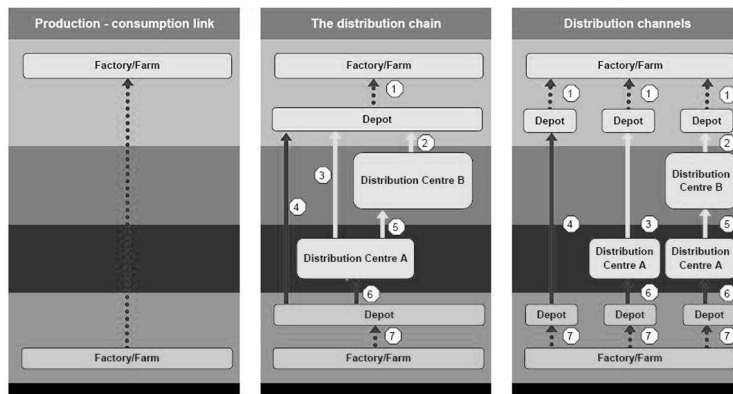 Production - consumption link
Factory/Farm
Factory/Farm
The distribution chain
Factory/Farm
1
Depot
2
Distribution Centre B
3
4
5
Distribution Centre A
6
Depot
7
Factory/Farm
Distribution channels
Factory/Farm
1 1 1
Depot Depot Depot
2
Distribution
Centre B
4 3 5
Distribution Distribution
Centre A Centre A
6 6
Depot Depot Depot
7 7 7
Factory/Farm